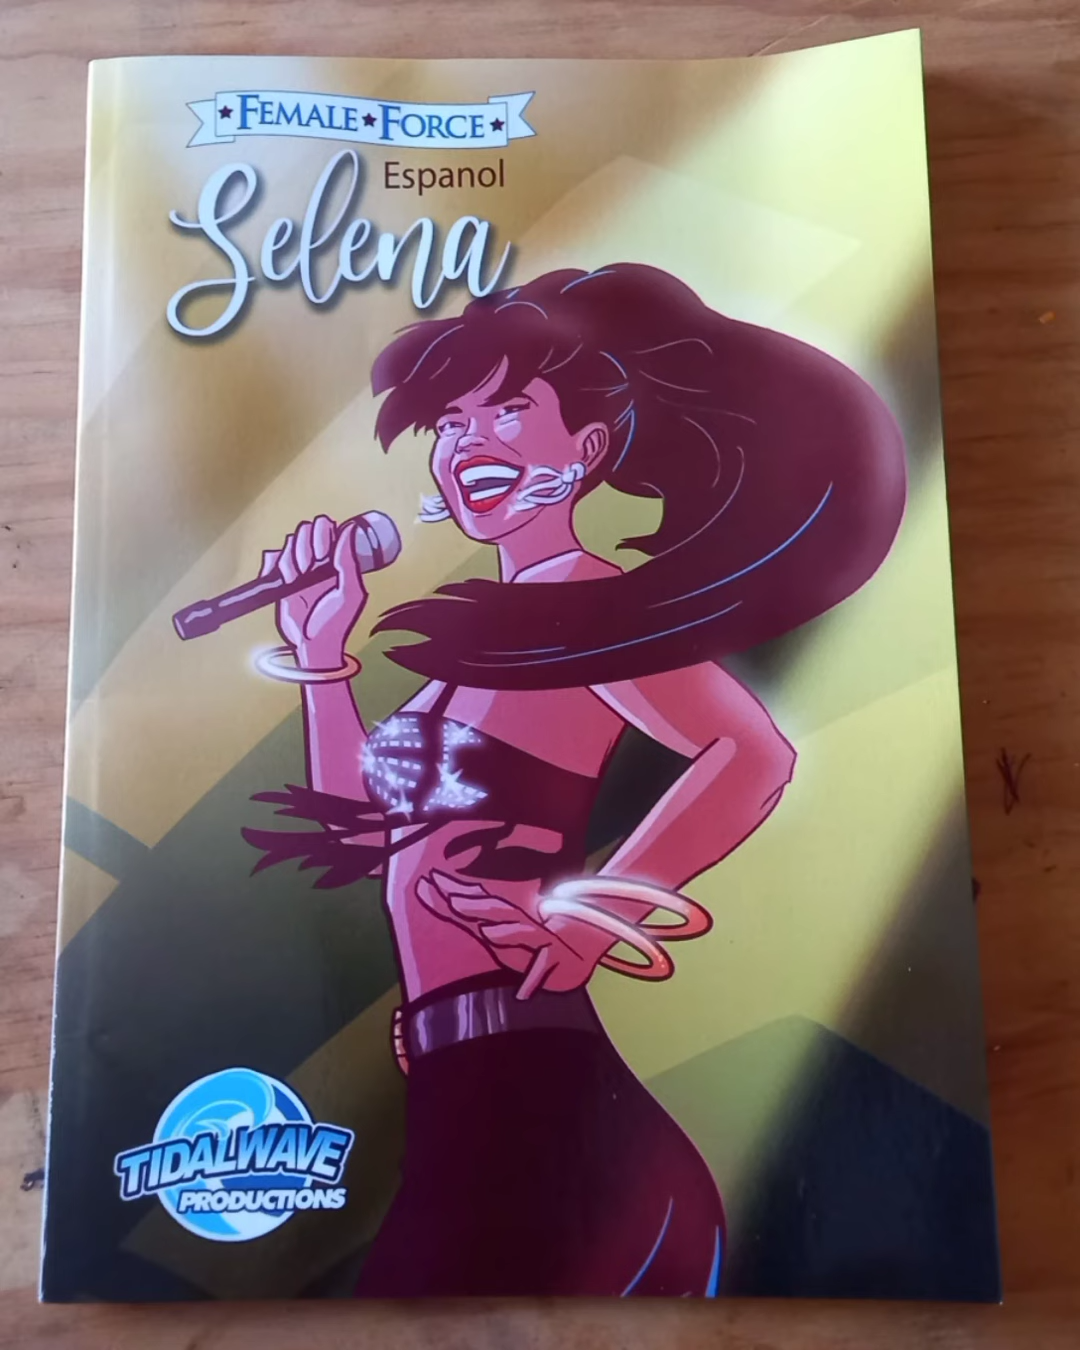 ★FEMALE★FORCE★
Espanol
Selena
TIDALWAVE
PRODUCTIONS